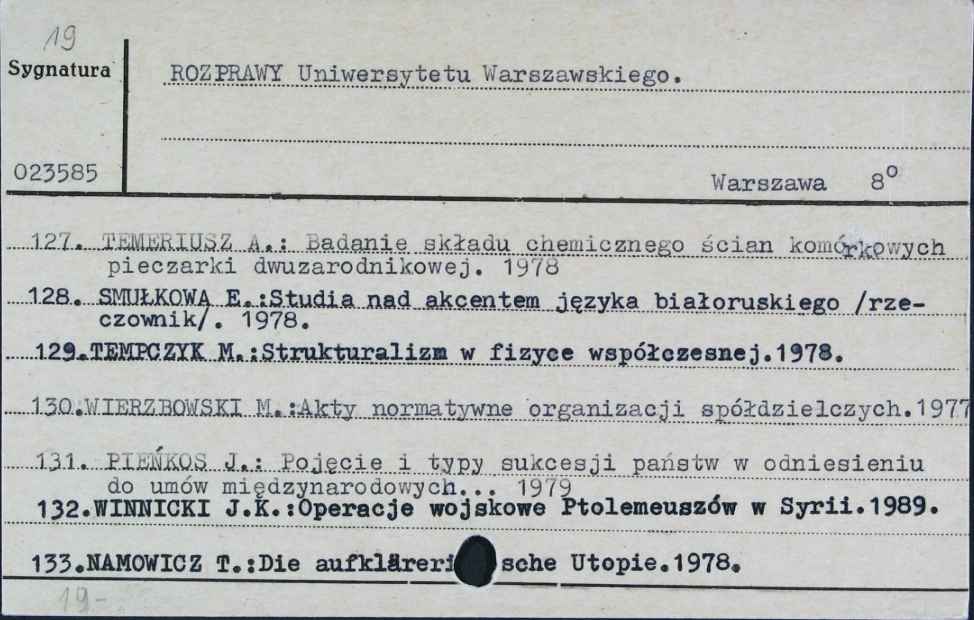 19
Sygnatura
ROZPRAWY Uniwersytetu Warszawskiego.
023585
Warszawa 8°
127. TEMERIUSZ A.: Badanie składu chemicznego ścian komórkowych
pieczarki dwuzarodnikowej. 1978
128. SMUŁKOWA E.:Studia nad akcentem języka białoruskiego /rze-
czownik/. 1978.
129.TEMPCZYK M.:Strukturalizm w fizyce współczesnej.1978.
130.WIERZBOWSKI M.:Akty normatywne organizacji spółdzielczych.1977
131. PIEŃKOS J.: Pojęcie i typy sukcesji państw w odniesieniu
do umów międzynarodowych... 1979
132.WINNICKI J.K.:Operacje wojskowe Ptolemeuszów w Syrii.1989.
133.NAMOWICZ T.:Die aufkläreri sche Utopie.1978.
19-